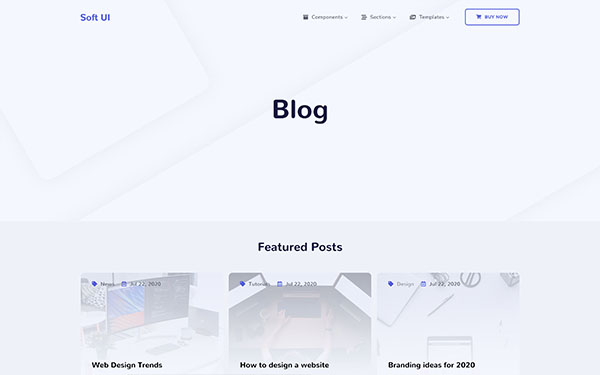 Soft UI
Components
Sections
Templates
BUY NOW
Blog
Featured Posts
News Jul 22, 2020
Tutorials Jul 22, 2020
Design Jul 22, 2020
Web Design Trends
How to design a website
Branding ideas for 2020